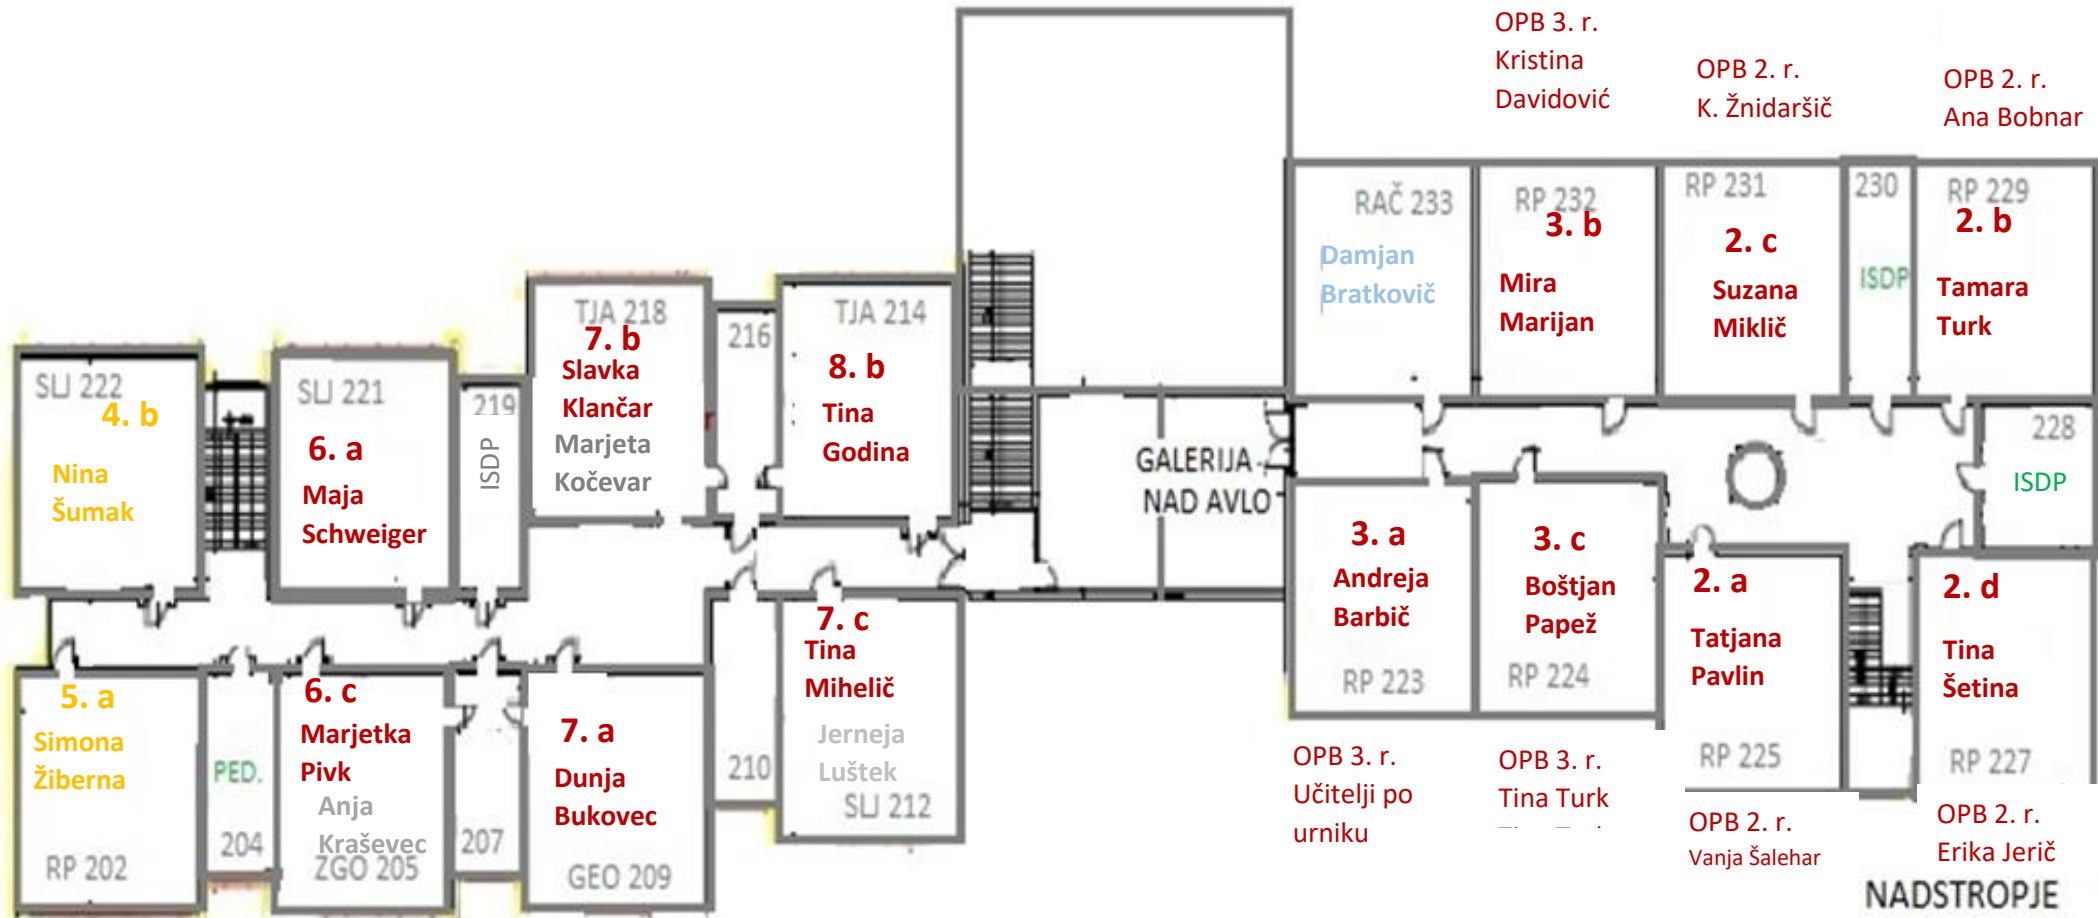 OPB 3. r.
Kristina
Davidović
OPB 2. r.
K. Žnidaršič
OPB 2. r.
Ana Bobnar
RAČ 233
Damjan
Bratkovič
RP 232
3. b
Mira
Marijan
RP 231
2. c
Suzana
Miklič
230
ISDP
RP 229
2. b
Tamara
Turk
SLJ 222
4. b
Nina
Šumak
SLJ 221
6. a
Maja
Schweiger
219
ISDP
TJA 218
7. b
Slavka
Klančar
Marjeta
Kočevar
r
216
TJA 214
8. b
Tina
Godina
GALERIJA
NAD AVLO
228
ISDP
3. a
Andreja
Barbič
RP 223
3. c
Boštjan
Papež
RP 224
2. a
Tatjana
Pavlin
RP 225
2. d
Tina
Šetina
RP 227
5. a
Simona
Žiberna
RP 202
PED.
204
6. c
Marjetka
Pivk
Anja
Kraševec
ZGO 205
207
7. a
Dunja
Bukovec
GEO 209
210
7. c
Tina
Mihelič
Jerneja
Luštek
SLJ 212
OPB 3. r.
Učitelji po
urniku
OPB 3. r.
Tina Turk
OPB 2. r.
Vanja Šalehar
OPB 2. r.
Erika Jerič
NADSTROPJE